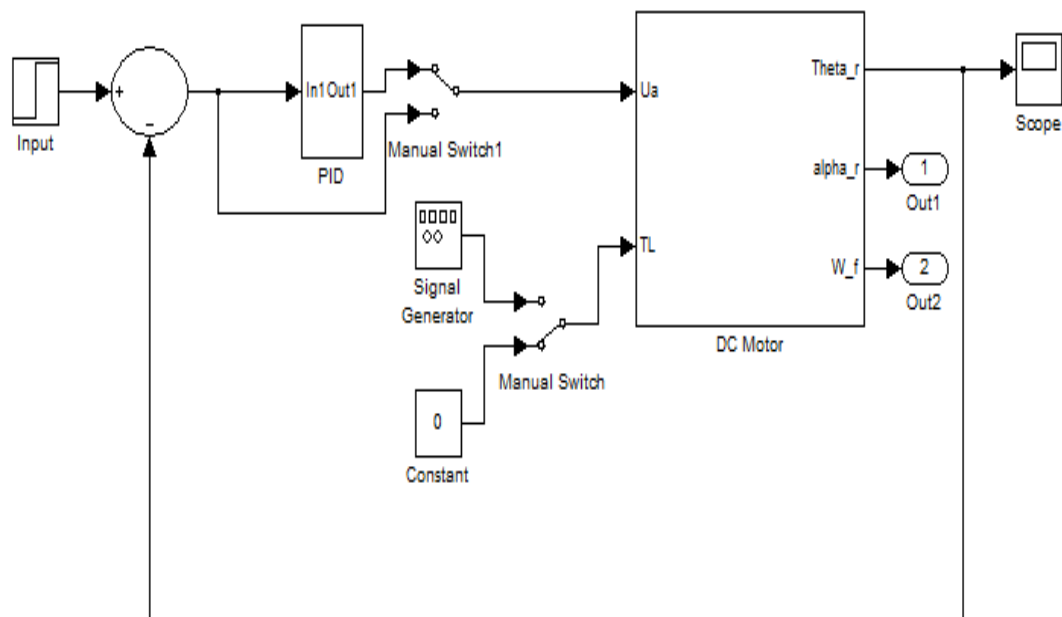 Input
+
−
In1 Out1
PID
Manual Switch1
Ua
TL
Theta_r
alpha_r
W_f
DC Motor
Scope
1
Out1
2
Out2
Signal
Generator
Manual Switch
0
Constant